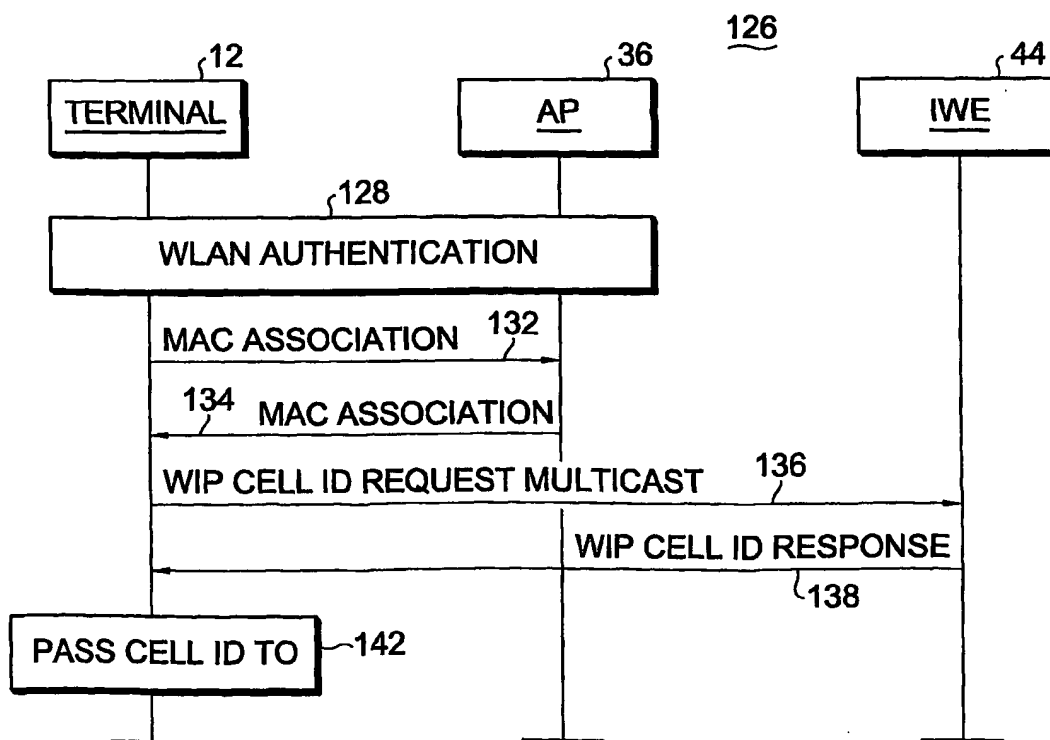 126
12
36
44
TERMINAL
AP
IWE
128
WLAN AUTHENTICATION
MAC ASSOCIATION
132
134
MAC ASSOCIATION
WIP CELL ID REQUEST MULTICAST
136
WIP CELL ID RESPONSE
138
PASS CELL ID TO
142